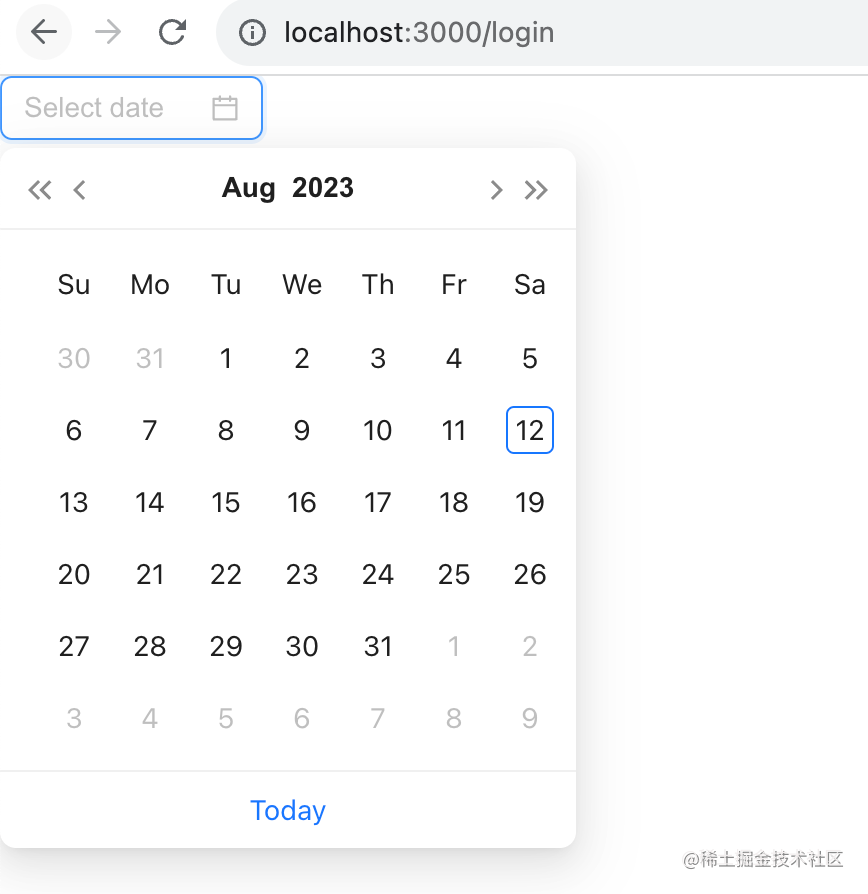 localhost:3000/login
Select date
Aug 2023
Su Mo Tu We Th Fr Sa
30 31 1 2 3 4 5
6 7 8 9 10 11 12
13 14 15 16 17 18 19
20 21 22 23 24 25 26
27 28 29 30 31 1 2
3 4 5 6 7 8 9
Today
@稀土掘金技术社区